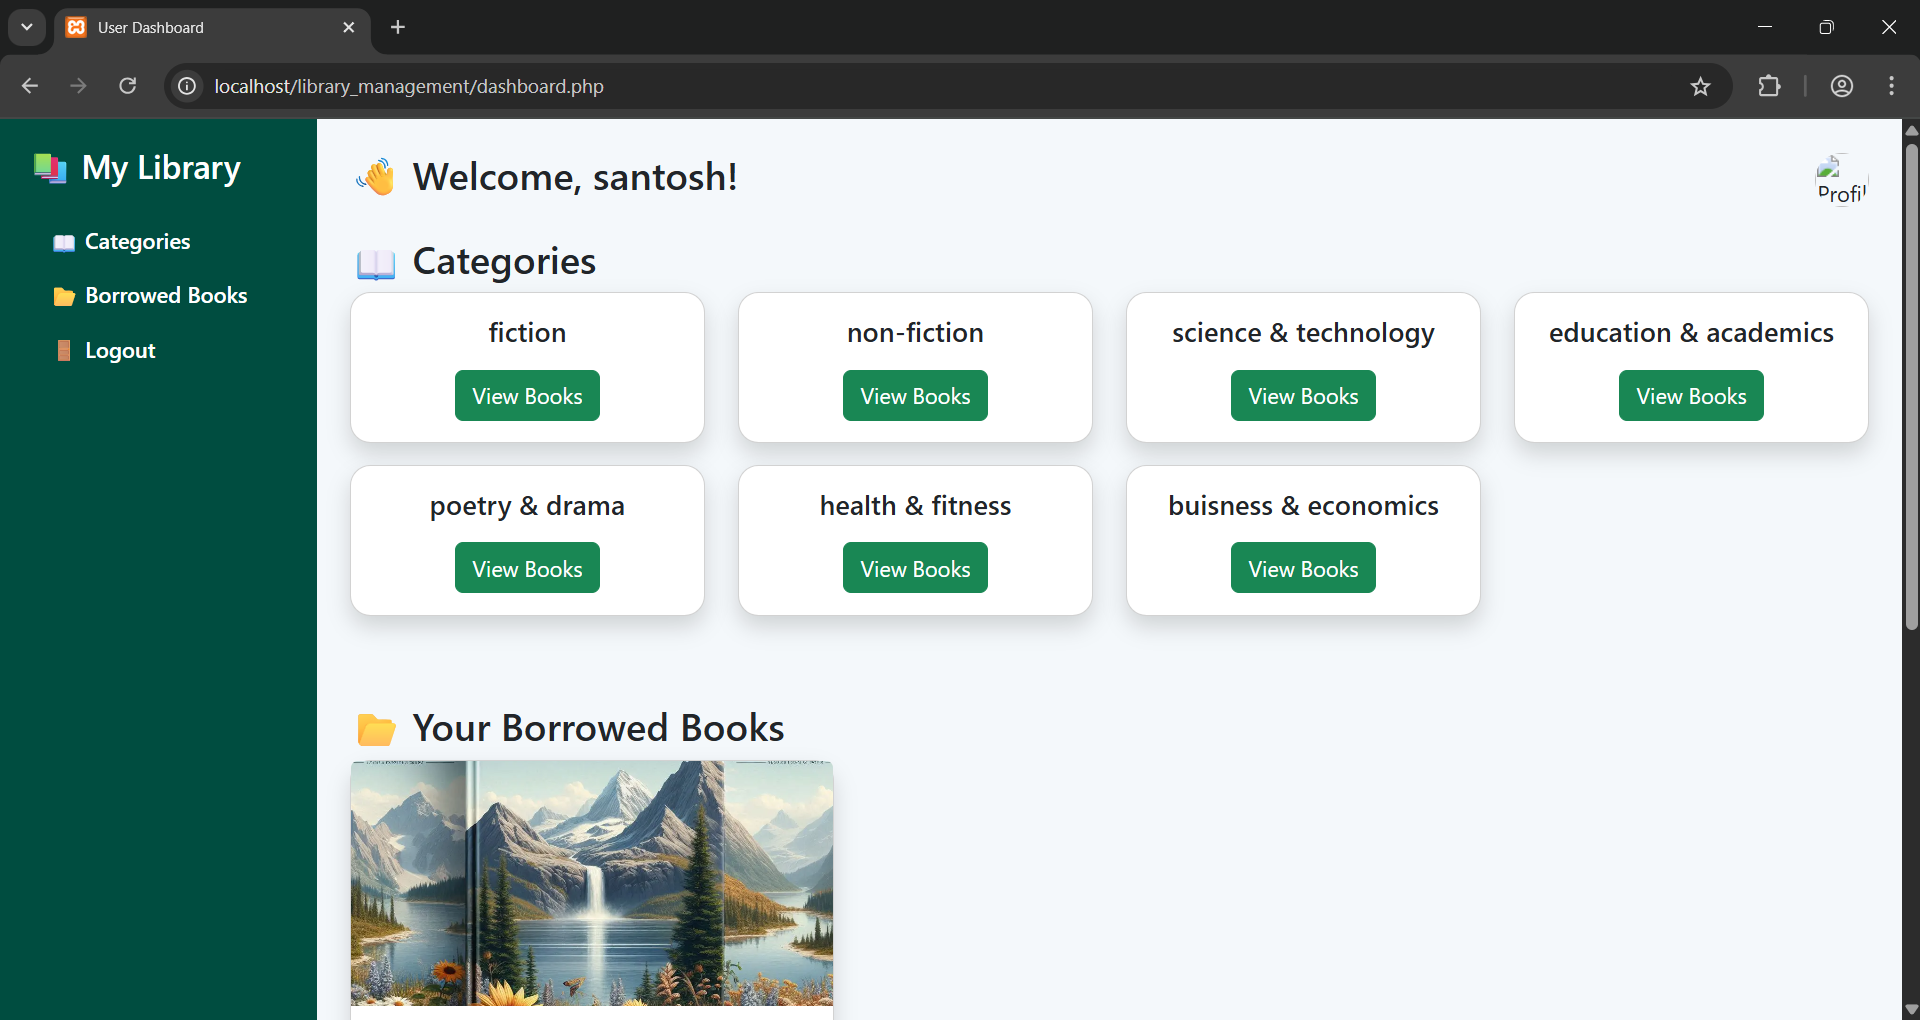 User Dashboard
localhost/library_management/dashboard.php
My Library
Categories
Borrowed Books
Logout
Welcome, santosh!
Profil
Categories
fiction
View Books
non-fiction
View Books
science & technology
View Books
education & academics
View Books
poetry & drama
View Books
health & fitness
View Books
buisness & economics
View Books
Your Borrowed Books